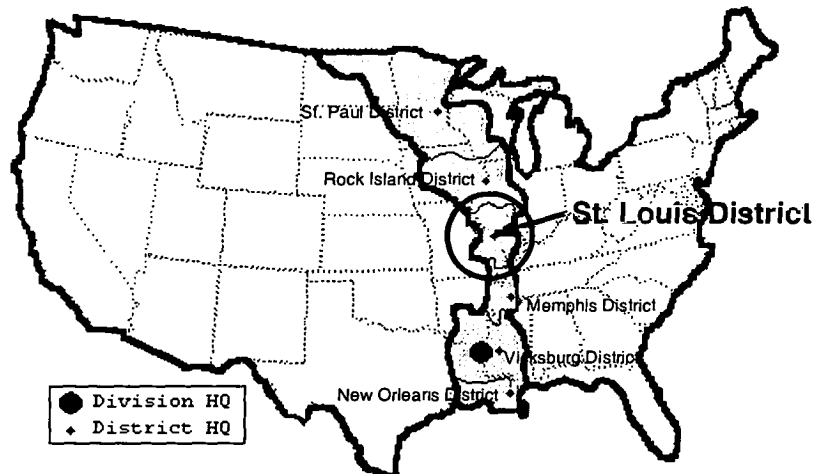 St. Paul District
Rock Island District
St. Louis District
Memphis District
Vicksburg District
New Orleans District
Division HQ
District HQ